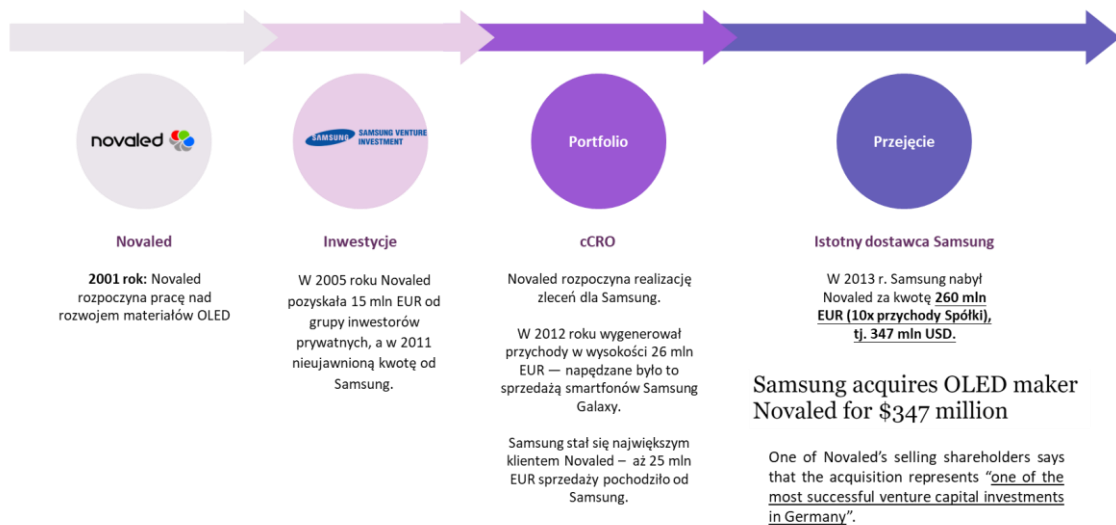 novaled
SAMSUNG
SAMSUNG VENTURE
INVESTMENT
Portfolio
Przejęcie
Novaled
2001 rok: Novaled
rozpoczyna pracę nad
rozwojem materiałów OLED
Inwestycje
W 2005 roku Novaled
pozyskała 15 mln EUR od
grupy inwestorów
prywatnych, a w 2011
nieujawnioną kwotę od
Samsung.
cCRO
Novaled rozpoczyna realizację
zleceń dla Samsung.
W 2012 roku wygenerował
przychody w wysokości 26 mln
EUR — napędzane było to
sprzedażą smartfonów Samsung
Galaxy.
Samsung stał się największym
klientem Novaled – aż 25 mln
EUR sprzedaży pochodziło od
Samsung.
Istotny dostawca Samsung
W 2013 r. Samsung nabył
Novaled za kwotę 260 mln
EUR (10x przychody Spółki),
tj. 347 mln USD.
Samsung acquires OLED maker
Novaled for $347 million
One of Novaled’s selling shareholders says
that the acquisition represents “one of the
most successful venture capital investments
in Germany”.